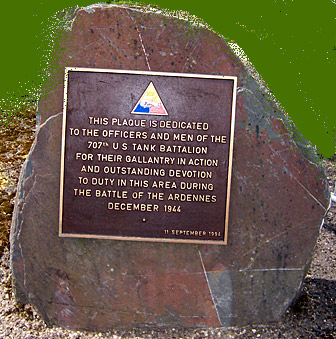 THIS PLAQUE IS DEDICATED
TO THE OFFICERS AND MEN OF THE
707th U S TANK BATTALION
FOR THEIR GALLANTRY IN ACTION
AND OUTSTANDING DEVOTION
TO DUTY IN THIS AREA DURING
THE BATTLE OF THE ARDENNES
DECEMBER 1944
11 SEPTEMBER 1994